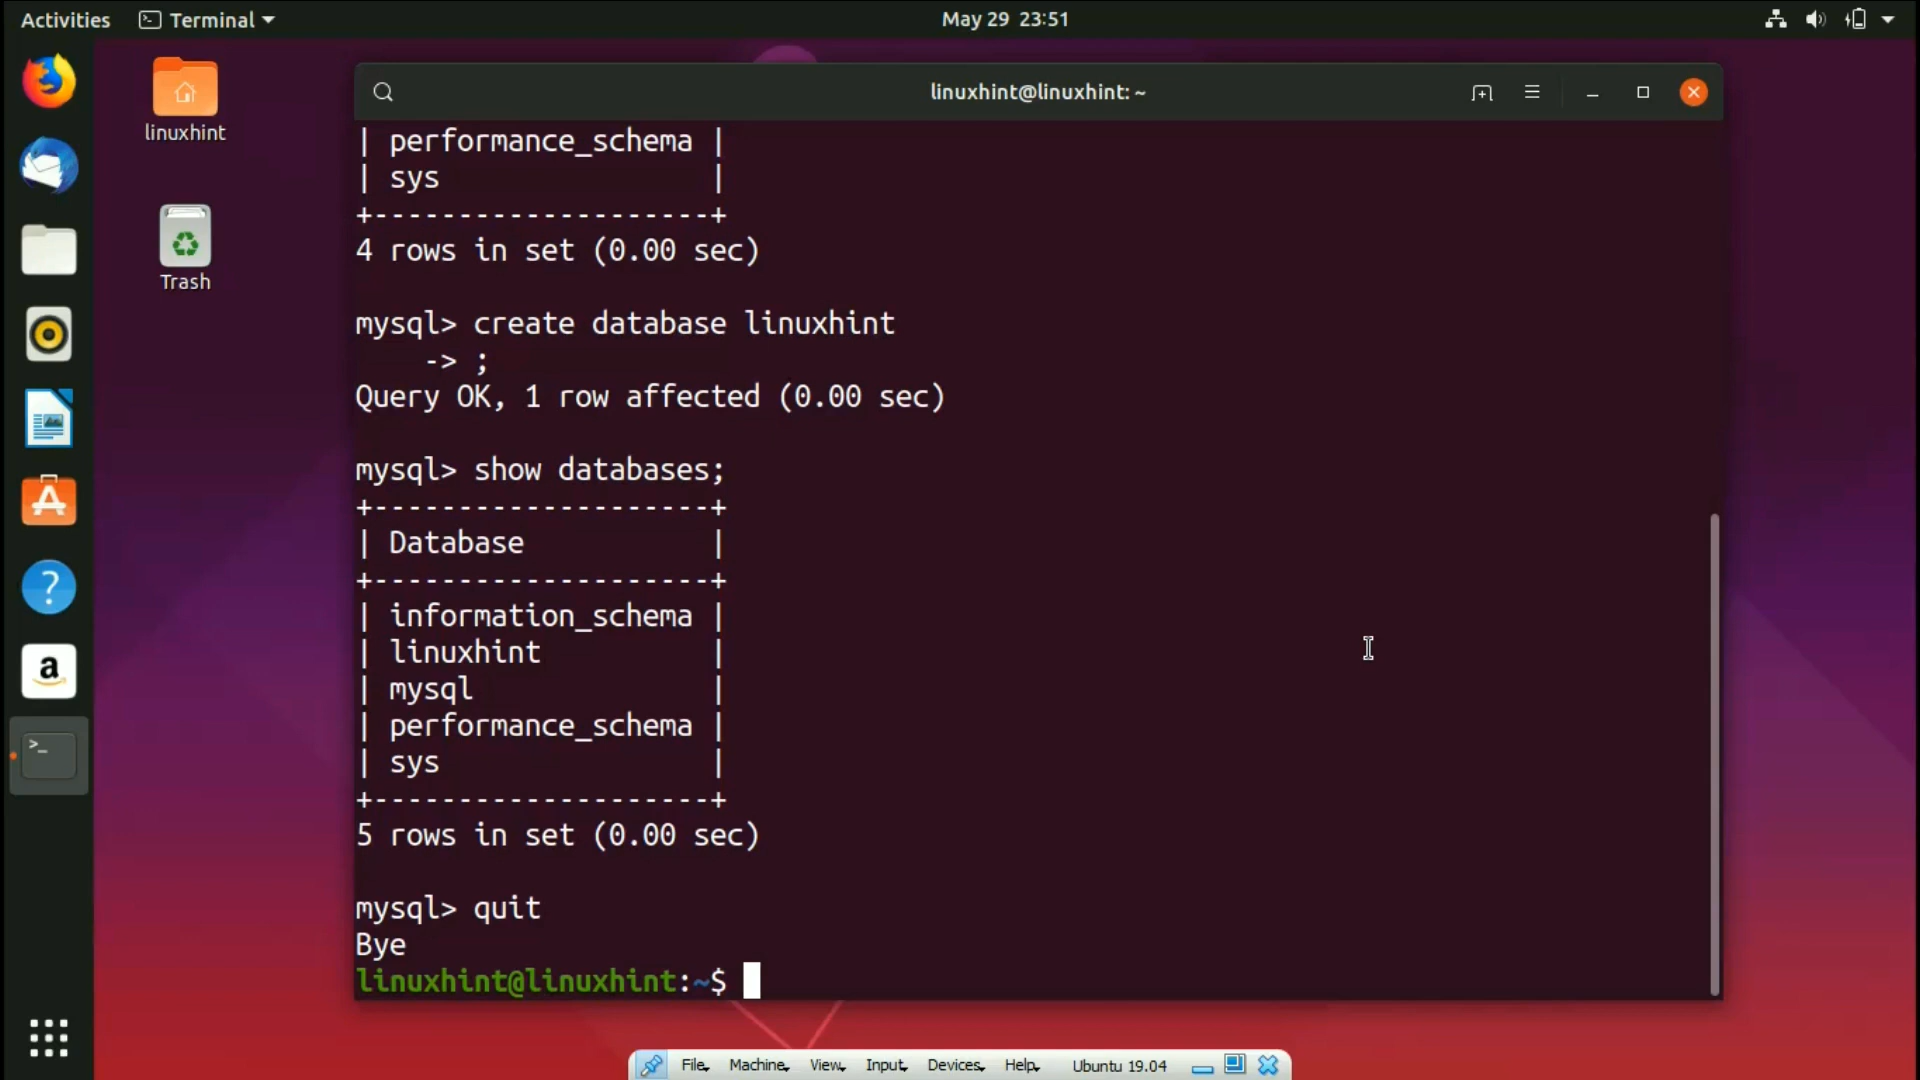 Activities Terminal May 29 23:51
linuxhint
Trash
linuxhint@linuxhint: ~
| performance_schema |
| sys                |
+--------------------+
4 rows in set (0.00 sec)
mysql> create database linuxhint
    -> ;
Query OK, 1 row affected (0.00 sec)
mysql> show databases;
+--------------------+
| Database           |
+--------------------+
| information_schema |
| linuxhint          |
| mysql              |
| performance_schema |
| sys                |
+--------------------+
5 rows in set (0.00 sec)
mysql> quit
Bye
linuxhint@linuxhint:~$
File Machine View Input Devices Help Ubuntu 19.04